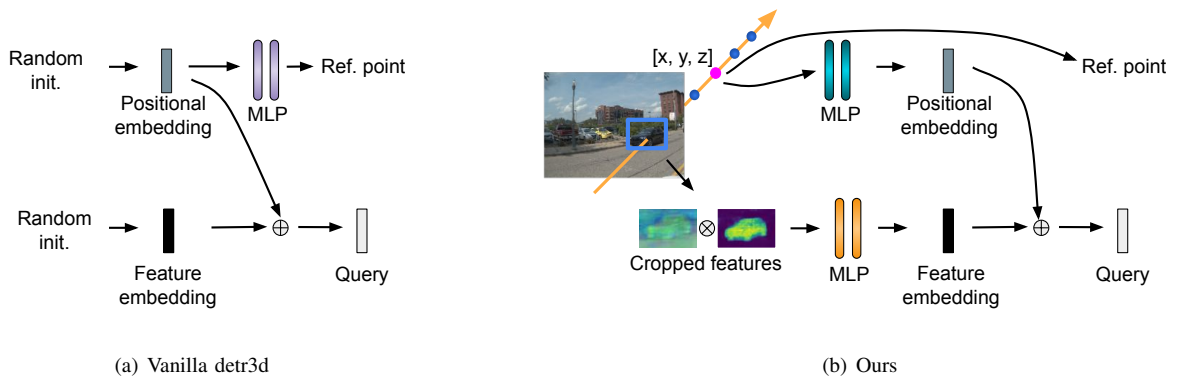 Random
init.
Positional
embedding
MLP
Ref. point
Random
init.
Feature
embedding
Query
(a) Vanilla detr3d
[x, y, z]
MLP
Positional
embedding
Ref. point
Cropped features
MLP
Feature
embedding
Query
(b) Ours